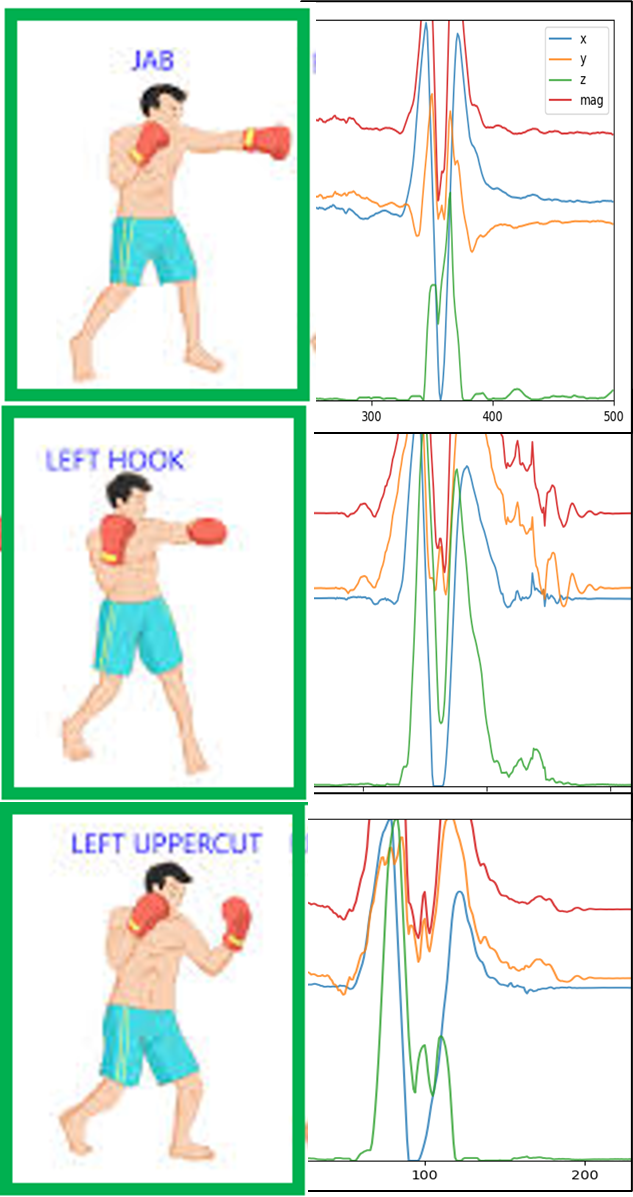 JAB
x
y
z
mag
300 400 500
LEFT HOOK
LEFT UPPERCUT
100 200